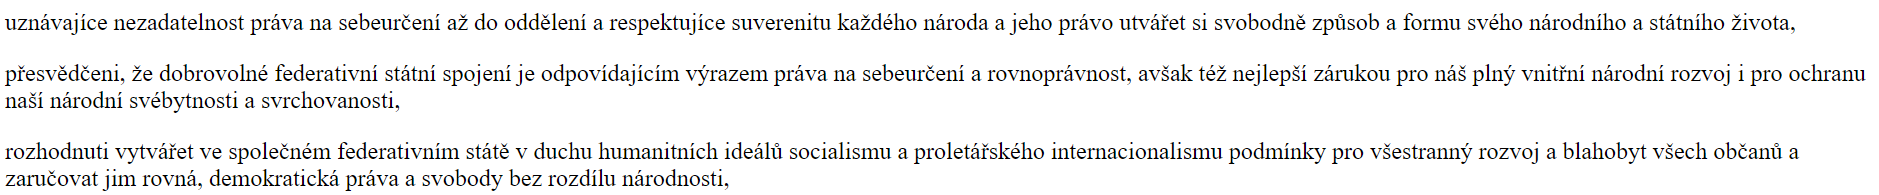 uznávajíce nezadatelnost práva na sebeurčení až do oddělení a respektujíce suverenitu každého národa a jeho právo utvářet si svobodně způsob a formu svého národního a státního života,
přesvědčeni, že dobrovolné federativní státní spojení je odpovídajícím výrazem práva na sebeurčení a rovnoprávnost, avšak též nejlepší zárukou pro náš plný vnitřní národní rozvoj i pro ochranu
naší národní svébytnosti a svrchovanosti,
rozhodnuti vytvářet ve společném federativním státě v duchu humanitních ideálů socialismu a proletářského internacionalismu podmínky pro všestranný rozvoj a blahobyt všech občanů a
zaručovat jim rovná, demokratická práva a svobody bez rozdílu národnosti,